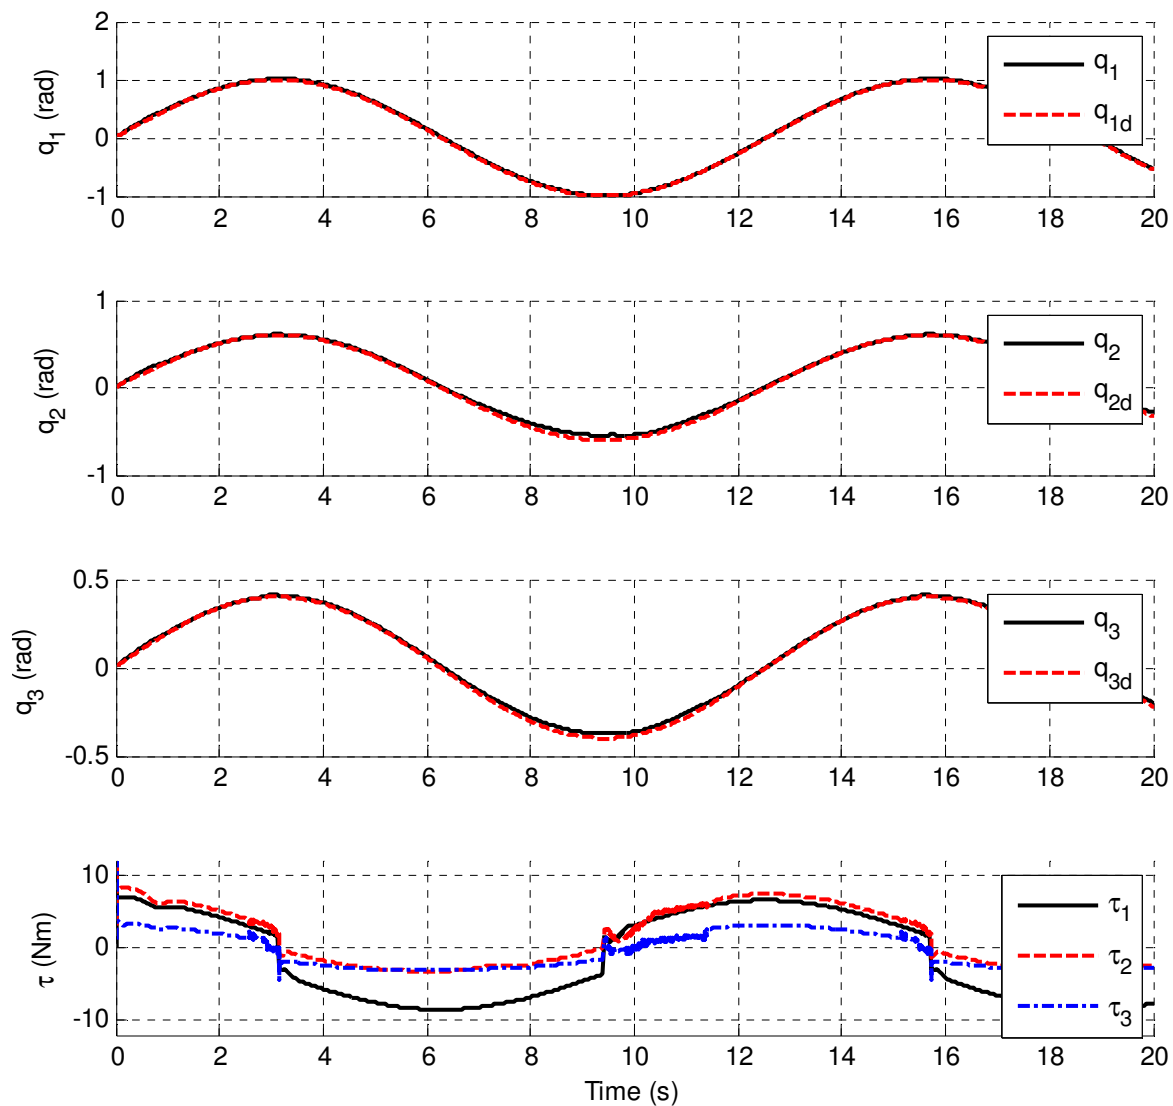 2
1
0
-1
q1 (rad)
q1
q1d
0 2 4 6 8 10 12 14 16 18 20
1
0
-1
q2 (rad)
q2
q2d
0 2 4 6 8 10 12 14 16 18 20
0.5
0
-0.5
q3 (rad)
q3
q3d
0 2 4 6 8 10 12 14 16 18 20
10
0
-10
τ (Nm)
τ1
τ2
τ3
0 2 4 6 8 10 12 14 16 18 20
Time (s)